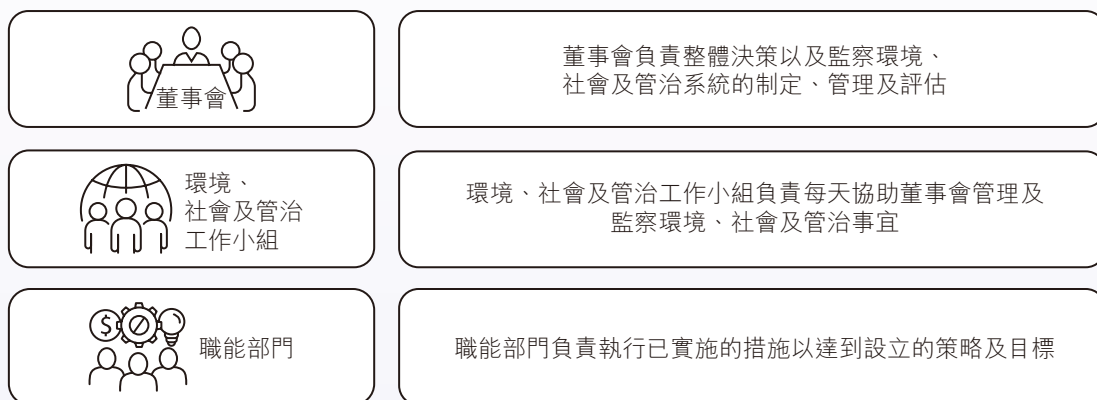 董事會
董事會負責整體決策以及監察環境、
社會及管治系統的制定、管理及評估
環境、
社會及管治
工作小組
環境、社會及管治工作小組負責每天協助董事會管理及
監察環境、社會及管治事宜
職能部門
職能部門負責執行已實施的措施以達到設立的策略及目標